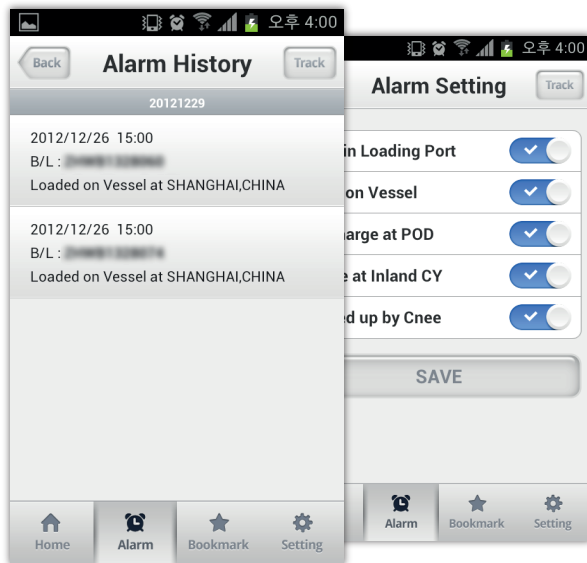 오후 4:00
Back
Alarm History
Track
20121229
2012/12/26 15:00
B/L :
Loaded on Vessel at SHANGHAI,CHINA
2012/12/26 15:00
B/L :
Loaded on Vessel at SHANGHAI,CHINA
Home
Alarm
Bookmark
Setting
오후 4:00
Alarm Setting
Track
in Loading Port
on Vessel
at POD
at Inland CY
up by Cnee
SAVE
Alarm
Bookmark
Setting